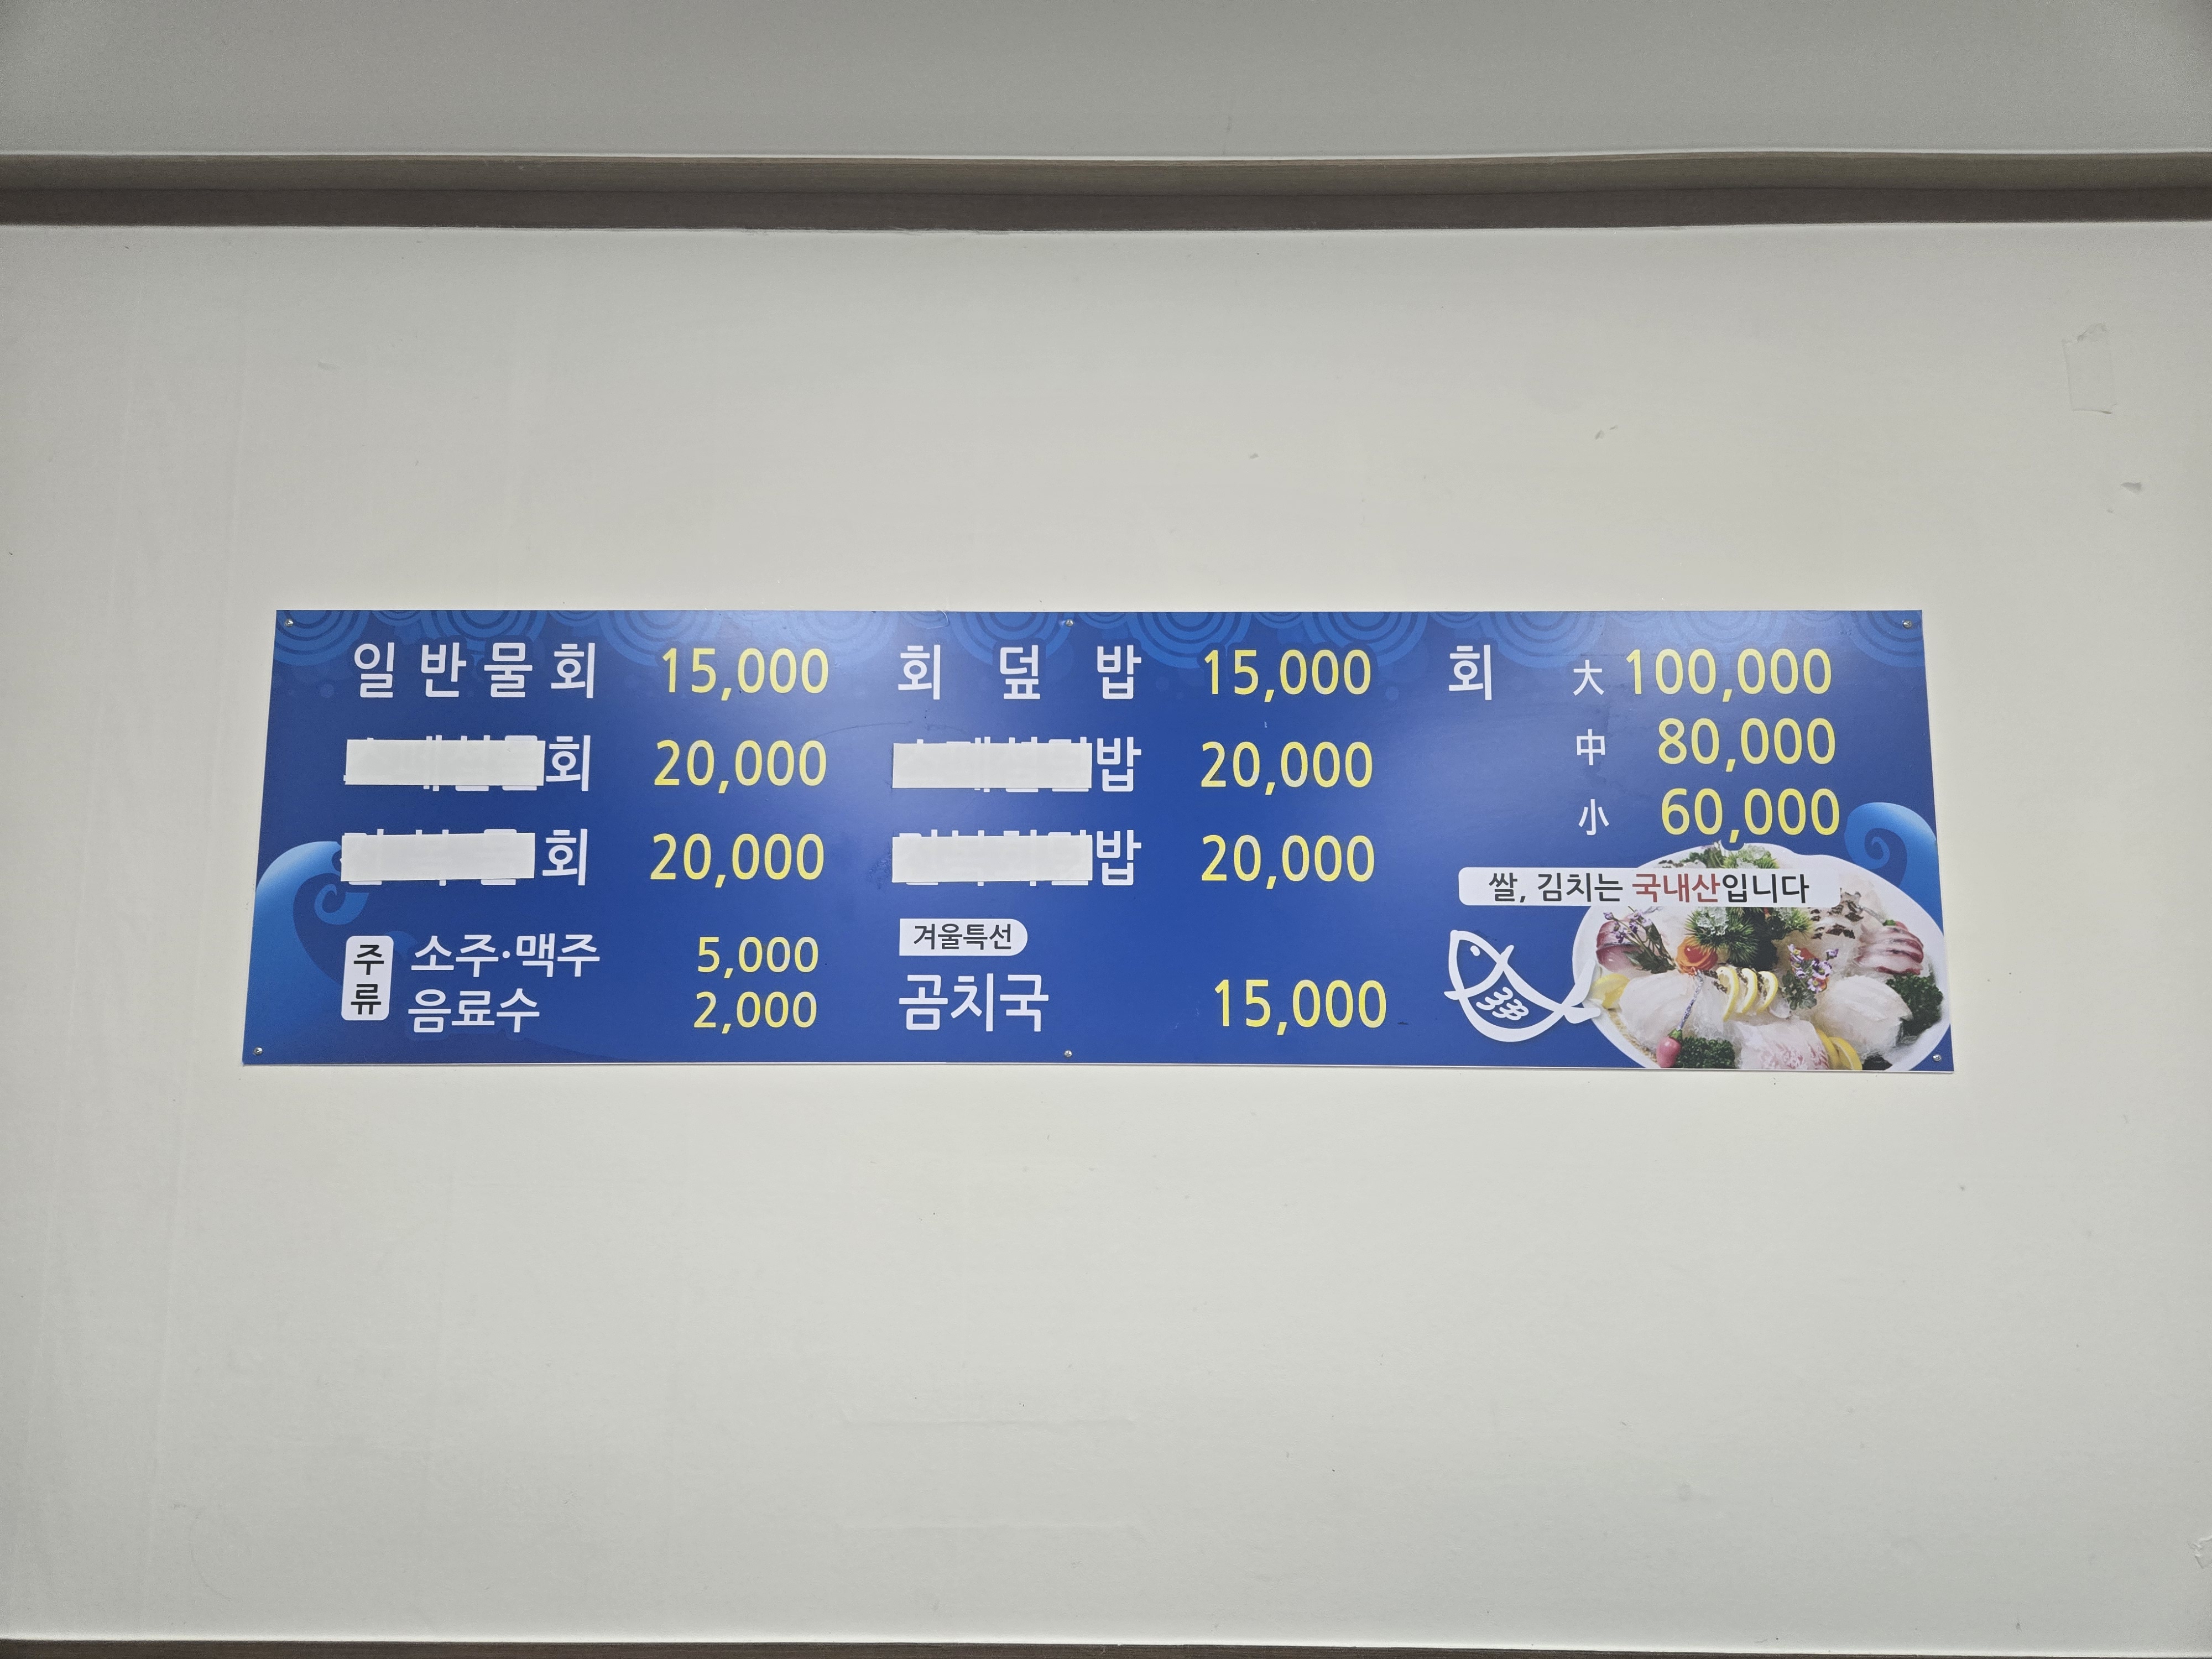 일반물회 15,000
회 20,000
회 20,000
주류
소주·맥주 5,000
음료수 2,000
회 덮 밥 15,000
밥 20,000
밥 20,000
겨울특선
곰치국 15,000
회 大 100,000
中 80,000
小 60,000
쌀, 김치는 국내산입니다